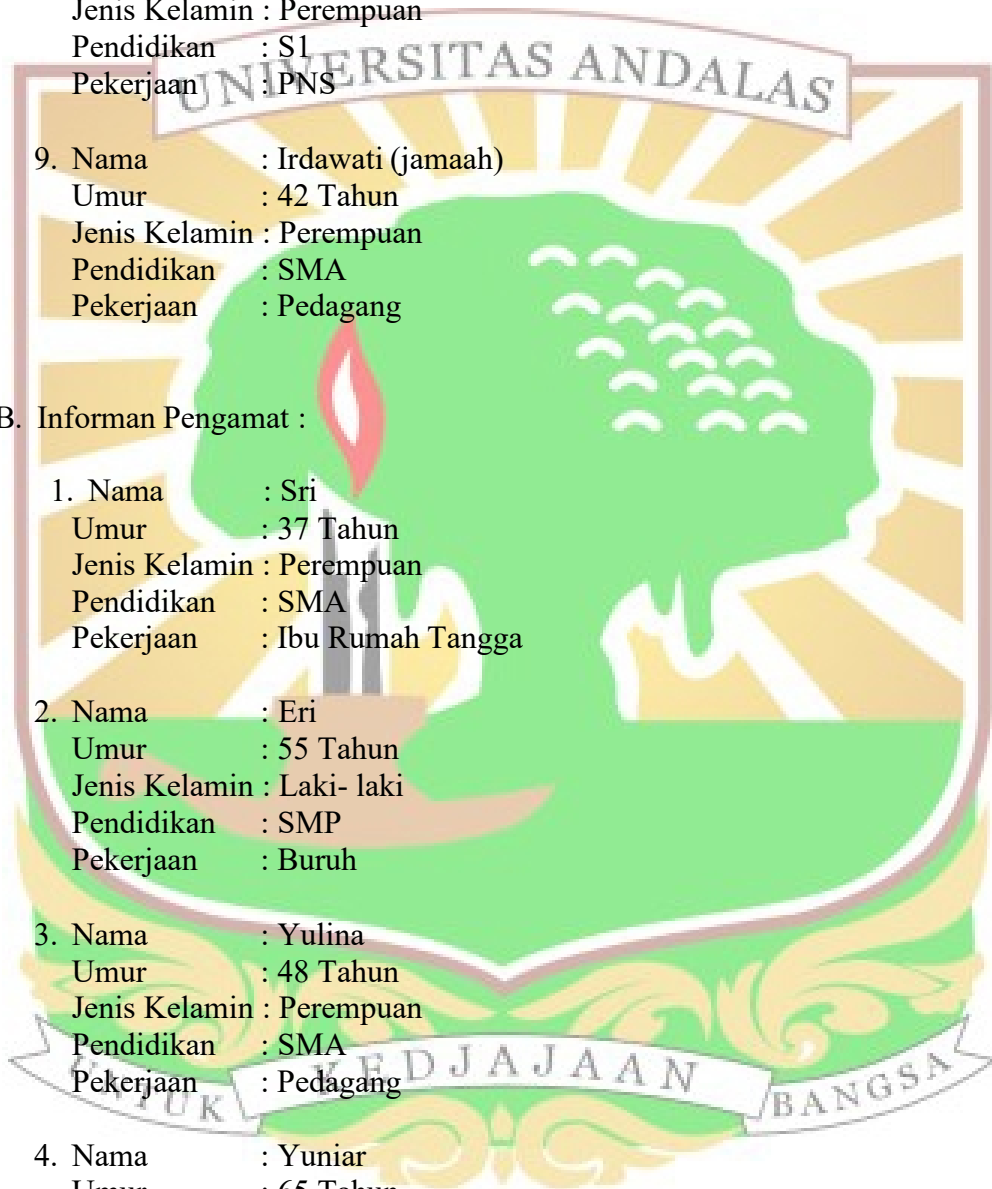 Jenis Kelamin : Perempuan
Pendidikan : S1
Pekerjaan : PNS
UNIVERSITAS ANDALAS
9. Nama : Irdawati (jamaah)
Umur : 42 Tahun
Jenis Kelamin : Perempuan
Pendidikan : SMA
Pekerjaan : Pedagang
B. Informan Pengamat :
1. Nama : Sri
Umur : 37 Tahun
Jenis Kelamin : Perempuan
Pendidikan : SMA
Pekerjaan : Ibu Rumah Tangga
2. Nama : Eri
Umur : 55 Tahun
Jenis Kelamin : Laki- laki
Pendidikan : SMP
Pekerjaan : Buruh
3. Nama : Yulina
Umur : 48 Tahun
Jenis Kelamin : Perempuan
Pendidikan : SMA
Pekerjaan : Pedagang
UNTUK KEDJAJAAN BANGSA
4. Nama : Yuniar
Umur : 65 Tahun